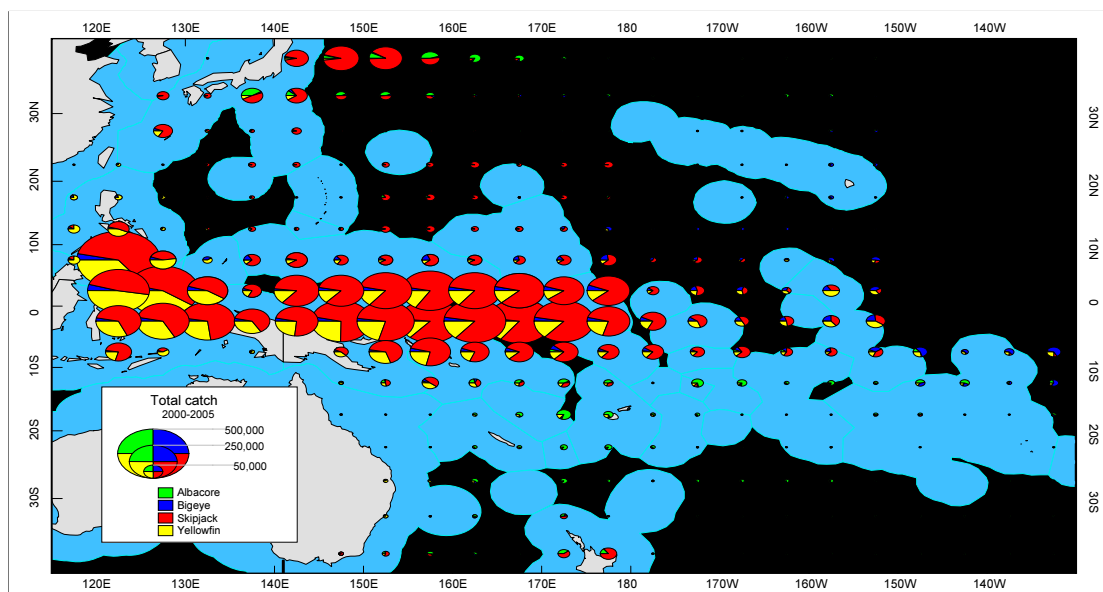 120E 130E 140E 150E 160E 170E 180 170W 160W 150W 140W
30N 30N
20N 20N
10N 10N
0 0
10S 10S
20S 20S
30S 30S
Total catch
2000-2005
500,000
250,000
50,000
Albacore
Bigeye
Skipjack
Yellowfin
120E 130E 140E 150E 160E 170E 180 170W 160W 150W 140W